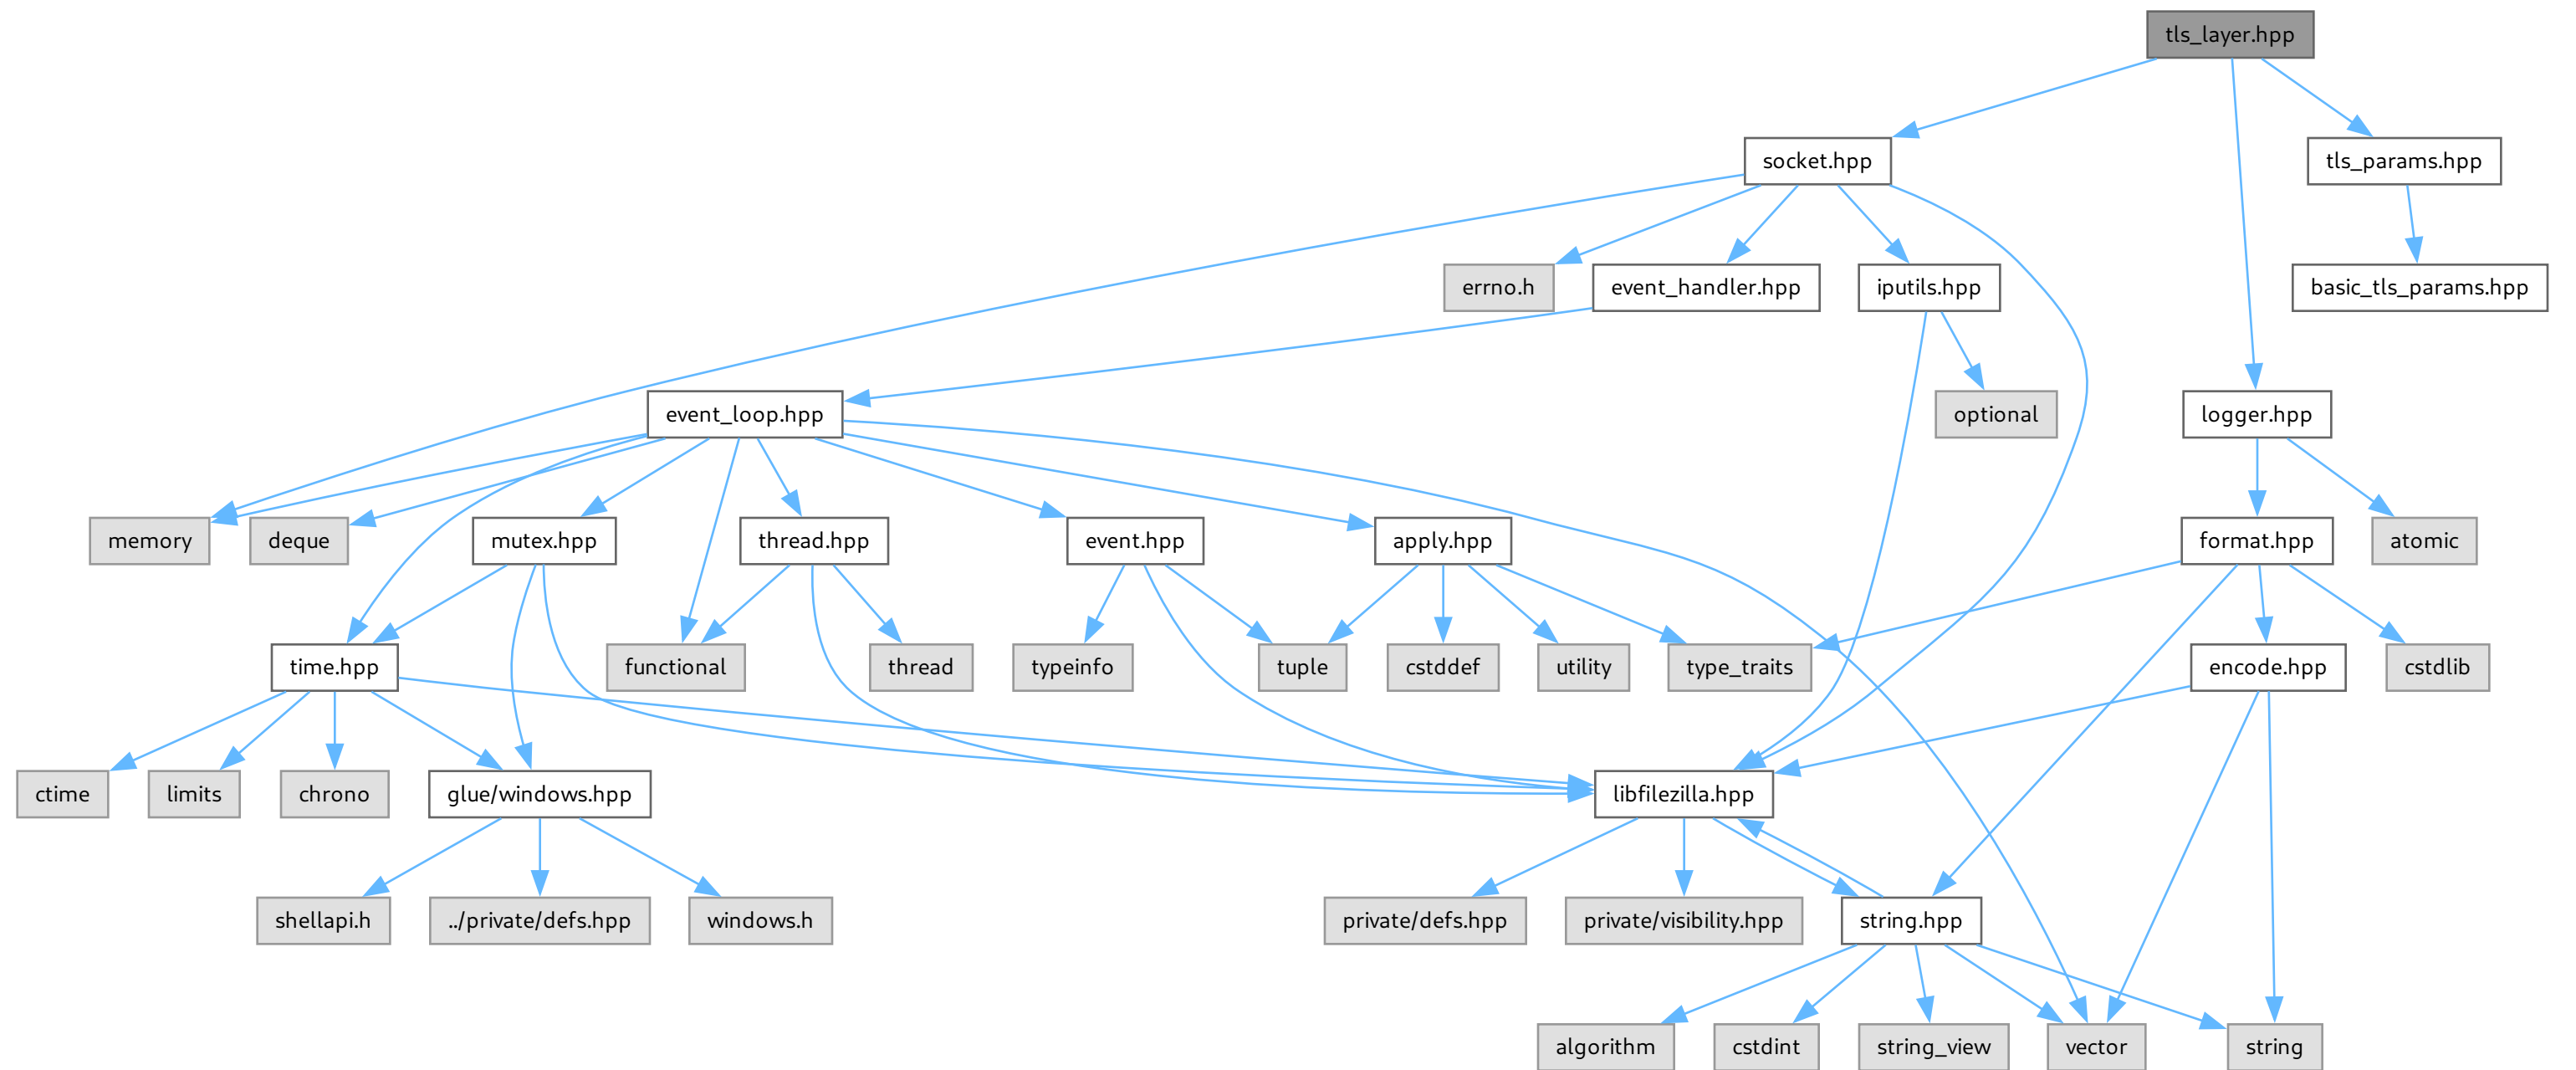 tls_layer.hpp
socket.hpp
tls_params.hpp
errno.h
event_handler.hpp
iputils.hpp
basic_tls_params.hpp
event_loop.hpp
optional
logger.hpp
memory
deque
mutex.hpp
thread.hpp
event.hpp
apply.hpp
format.hpp
atomic
time.hpp
functional
thread
typeinfo
tuple
cstddef
utility
type_traits
encode.hpp
cstdlib
ctime
limits
chrono
glue/windows.hpp
libfilezilla.hpp
shellapi.h
../private/defs.hpp
windows.h
private/defs.hpp
private/visibility.hpp
string.hpp
algorithm
cstdint
string_view
vector
string